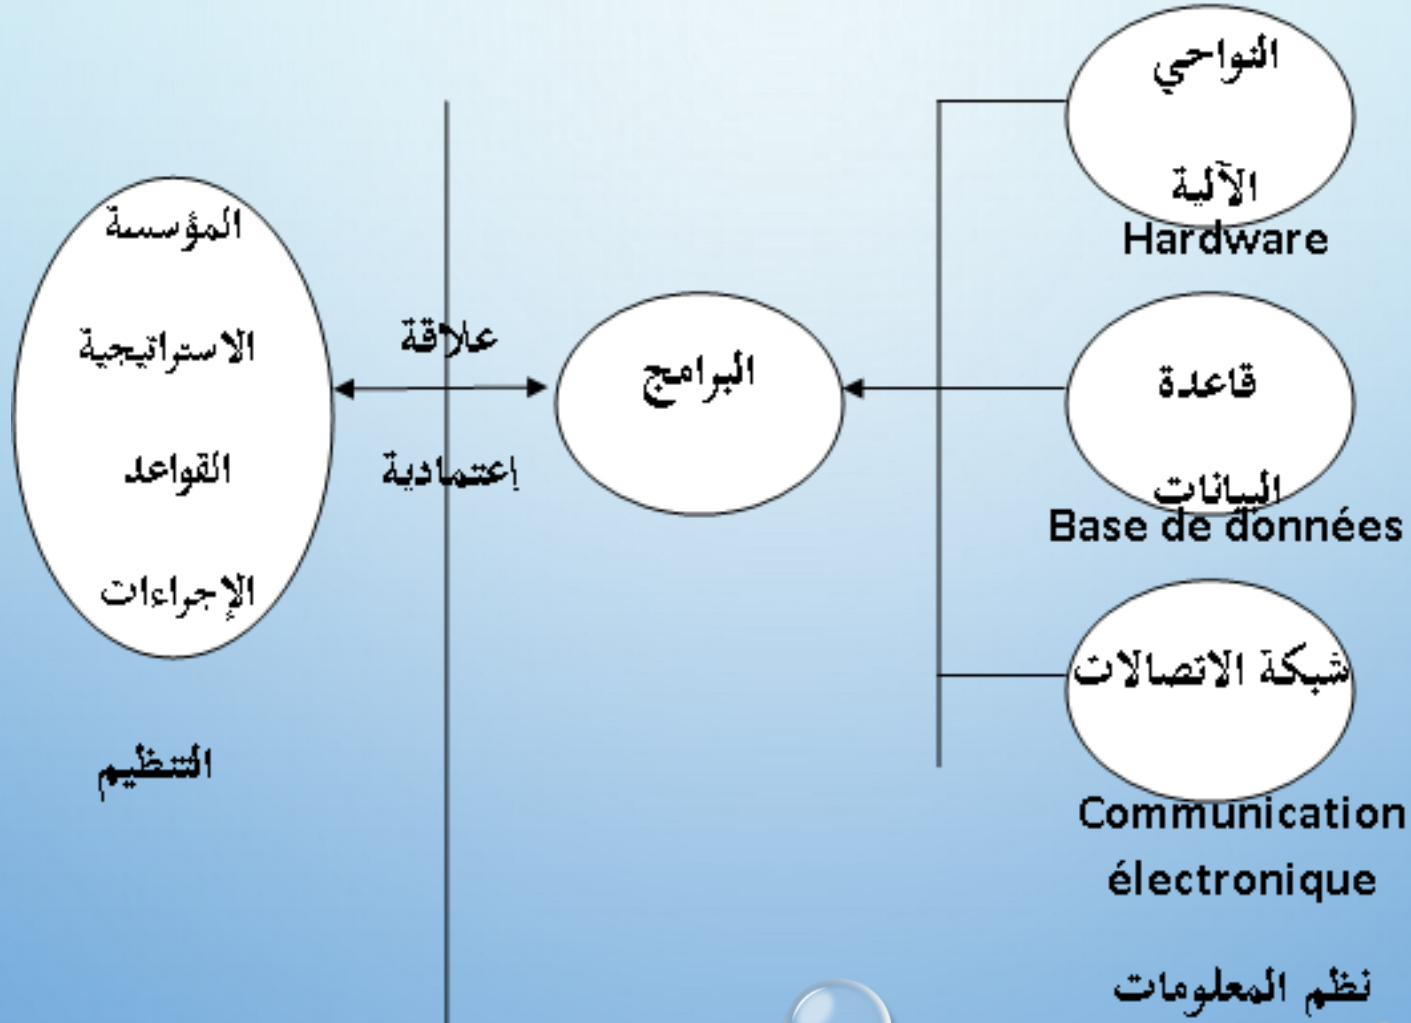 النواحي
الآلية
Hardware
قاعدة
البيانات
Base de données
شبكة الاتصالات
Communication
électronique
نظم المعلومات
البرامج
علاقة
إعتمادية
المؤسسة
الاستراتيجية
القواعد
الإجراءات
التنظيم